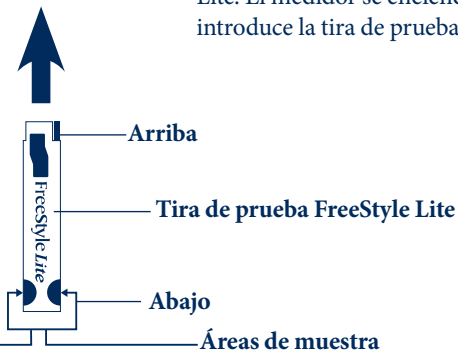 Lite. El medidor se encien
introduce la tira de prueba
Arriba
Tira de prueba FreeStyle Lite
FreeStyle Lite
Abajo
Áreas de muestra